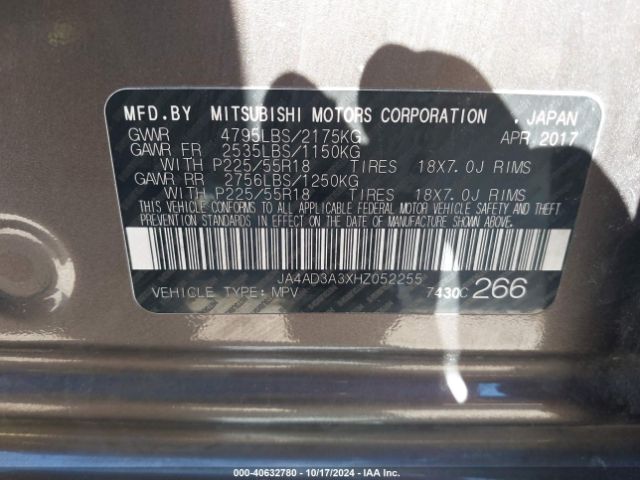 MFD.BY MITSUBISHI MOTORS CORPORATION , JAPAN
GVWR 4795LBS/2175KG APR.2017
GAWR FR 2535LBS/1150KG
WITH P225/55R18 TIRES 18X7.0J RIMS
GAWR RR 2756LBS/1250KG
WITH P225/55R18 TIRES 18X7.0J RIMS
THIS VEHICLE CONFORMS TO ALL APPLICABLE FEDERAL MOTOR VEHICLE SAFETY AND THEFT
PREVENTION STANDARDS IN EFFECT ON THE DATE OF MANUFACTURE SHOWN ABOVE.
JA4AD3A3XHZ052255
VEHICLE TYPE: MPV 7430C 266
000-40632780 - 10/17/2024 - IAA Inc.